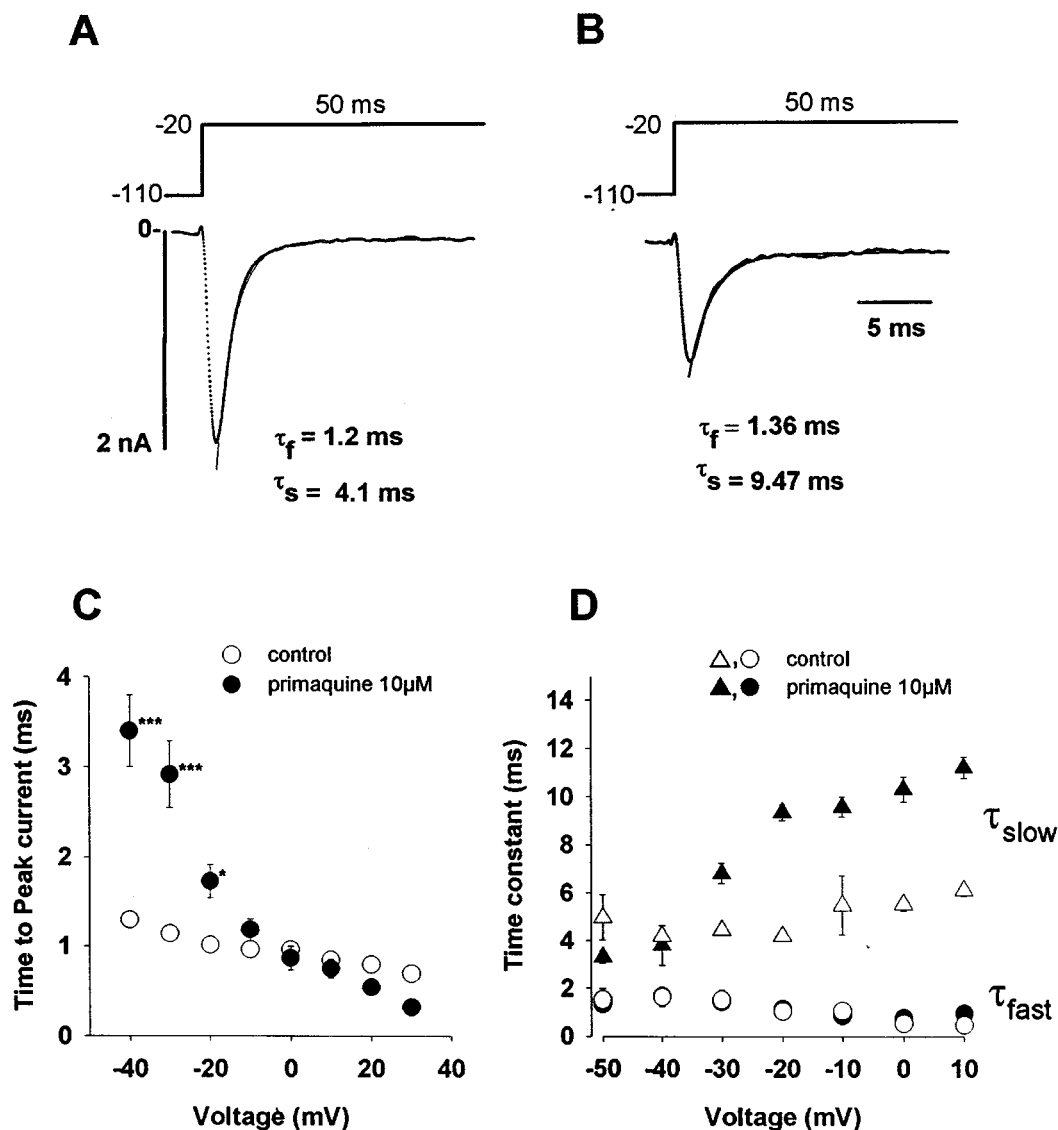 A
50 ms
-20
-110
0-
2 nA
τf = 1.2 ms
τs = 4.1 ms
B
50 ms
-20
-110
5 ms
τf = 1.36 ms
τs = 9.47 ms
C
control
primaquine 10µM
Time to Peak current (ms)
4
3
2
1
0
***
***
*
-40 -20 0 20 40
Voltage (mV)
D
, control
, primaquine 10µM
Time constant (ms)
14
12
10
8
6
4
2
0
τslow
τfast
-50 -40 -30 -20 -10 0 10
Voltage (mV)